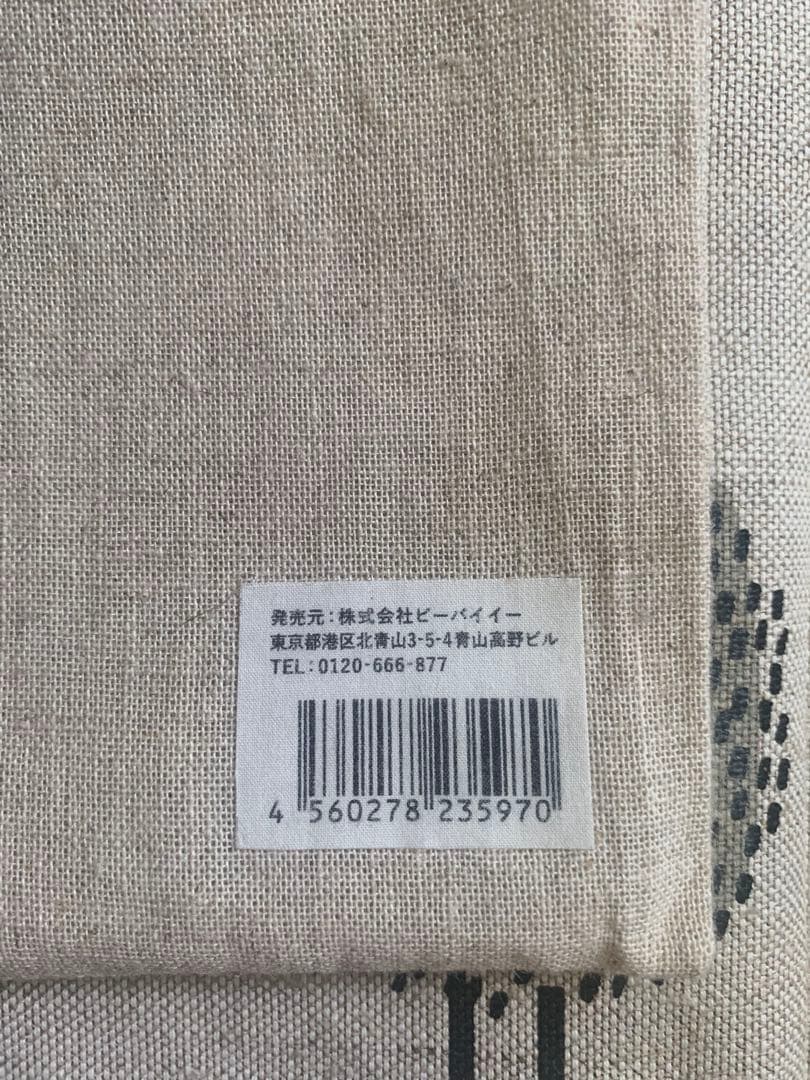 発売元：株式会社ビーバイイー
東京都港区北青山3-5-4青山高野ビル
TEL:0120-666-877
4 560278 235970